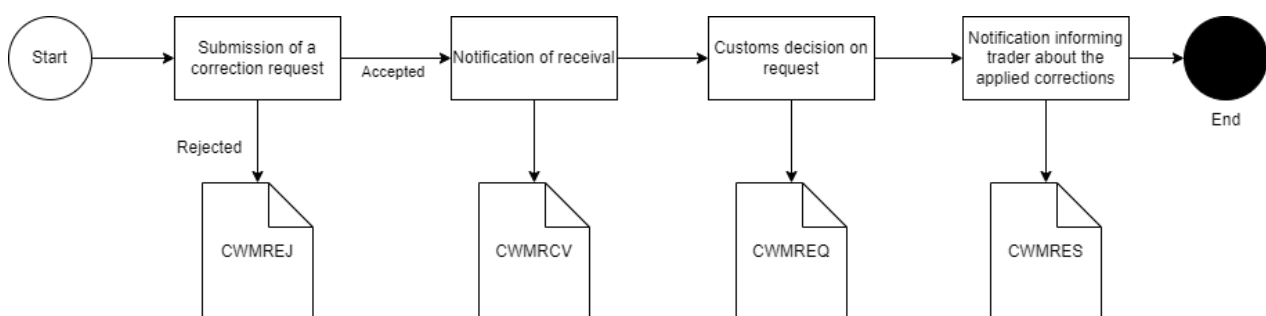 Start
Submission of a
correction request
Accepted
Notification of receival
Customs decision on
request
Notification informing
trader about the
applied corrections
End
Rejected
CWMREJ
CWMRCV
CWMREQ
CWMRES